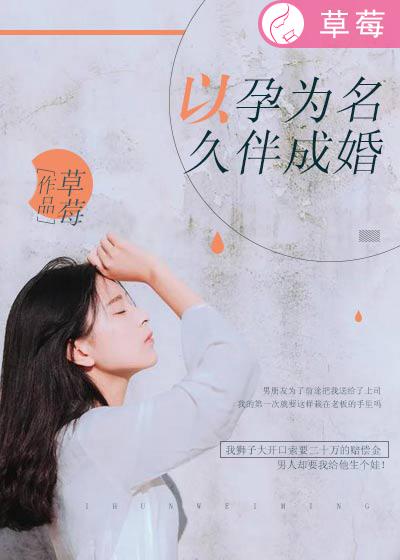 草莓
以孕为名
久伴成婚
草莓
[作品]
男朋友为了前途把我送给了上司
我的第一次就要这样栽在老板的手里吗
我狮子大开口索要二十万的赔偿金
男人却要我给他生个娃!
IHUNWEIMING